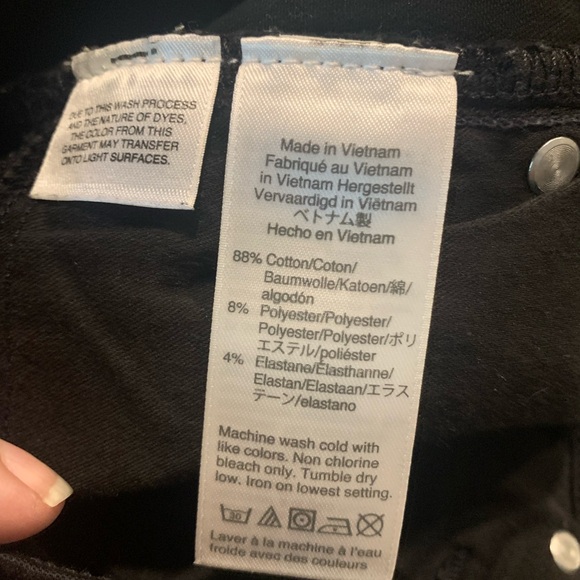 DUE TO THIS WASH PROCESS
AND THE NATURE OF DYES,
THE COLOR FROM THIS
GARMENT MAY TRANSFER
ONTO LIGHT SURFACES.
Made in Vietnam
Fabriqué au Vietnam
in Vietnam Hergestellt
Vervaardigd in Viëtnam
ベトナム製
Hecho en Vietnam
88% Cotton/Coton/
Baumwolle/Katoen/綿/
algodón
8% Polyester/Polyester/
Polyester/Polyester/ポリ
エステル/poliéster
4% Elastane/Élasthanne/
Elastan/Elastaan/エラス
テーン/elastano
Machine wash cold with
like colors. Non chlorine
bleach only. Tumble dry
low. Iron on lowest setting.
30
Laver à la machine à l'eau
froide avec des couleurs